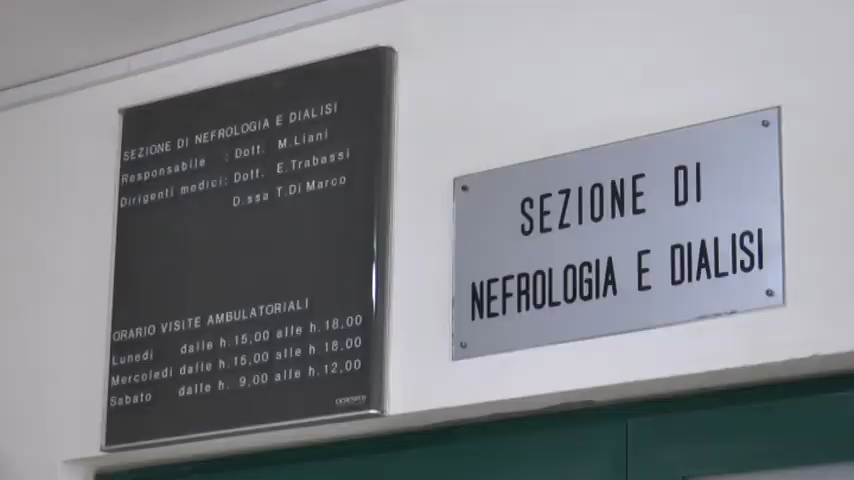 SEZIONE DI NEFROLOGIA E DIALISI
Responsabile : Dott. M.Liani
Dirigenti medici: Dott. E.Trabassi
D.ssa T.Di Marco
ORARIO VISITE AMBULATORIALI
Lunedi dalle h.15,00 alle h.18,00
Mercoledi dalle h.15,00 alle h.18,00
Sabato dalle h. 9,00 alle h.12,00
SEZIONE DI
NEFROLOGIA E DIALISI